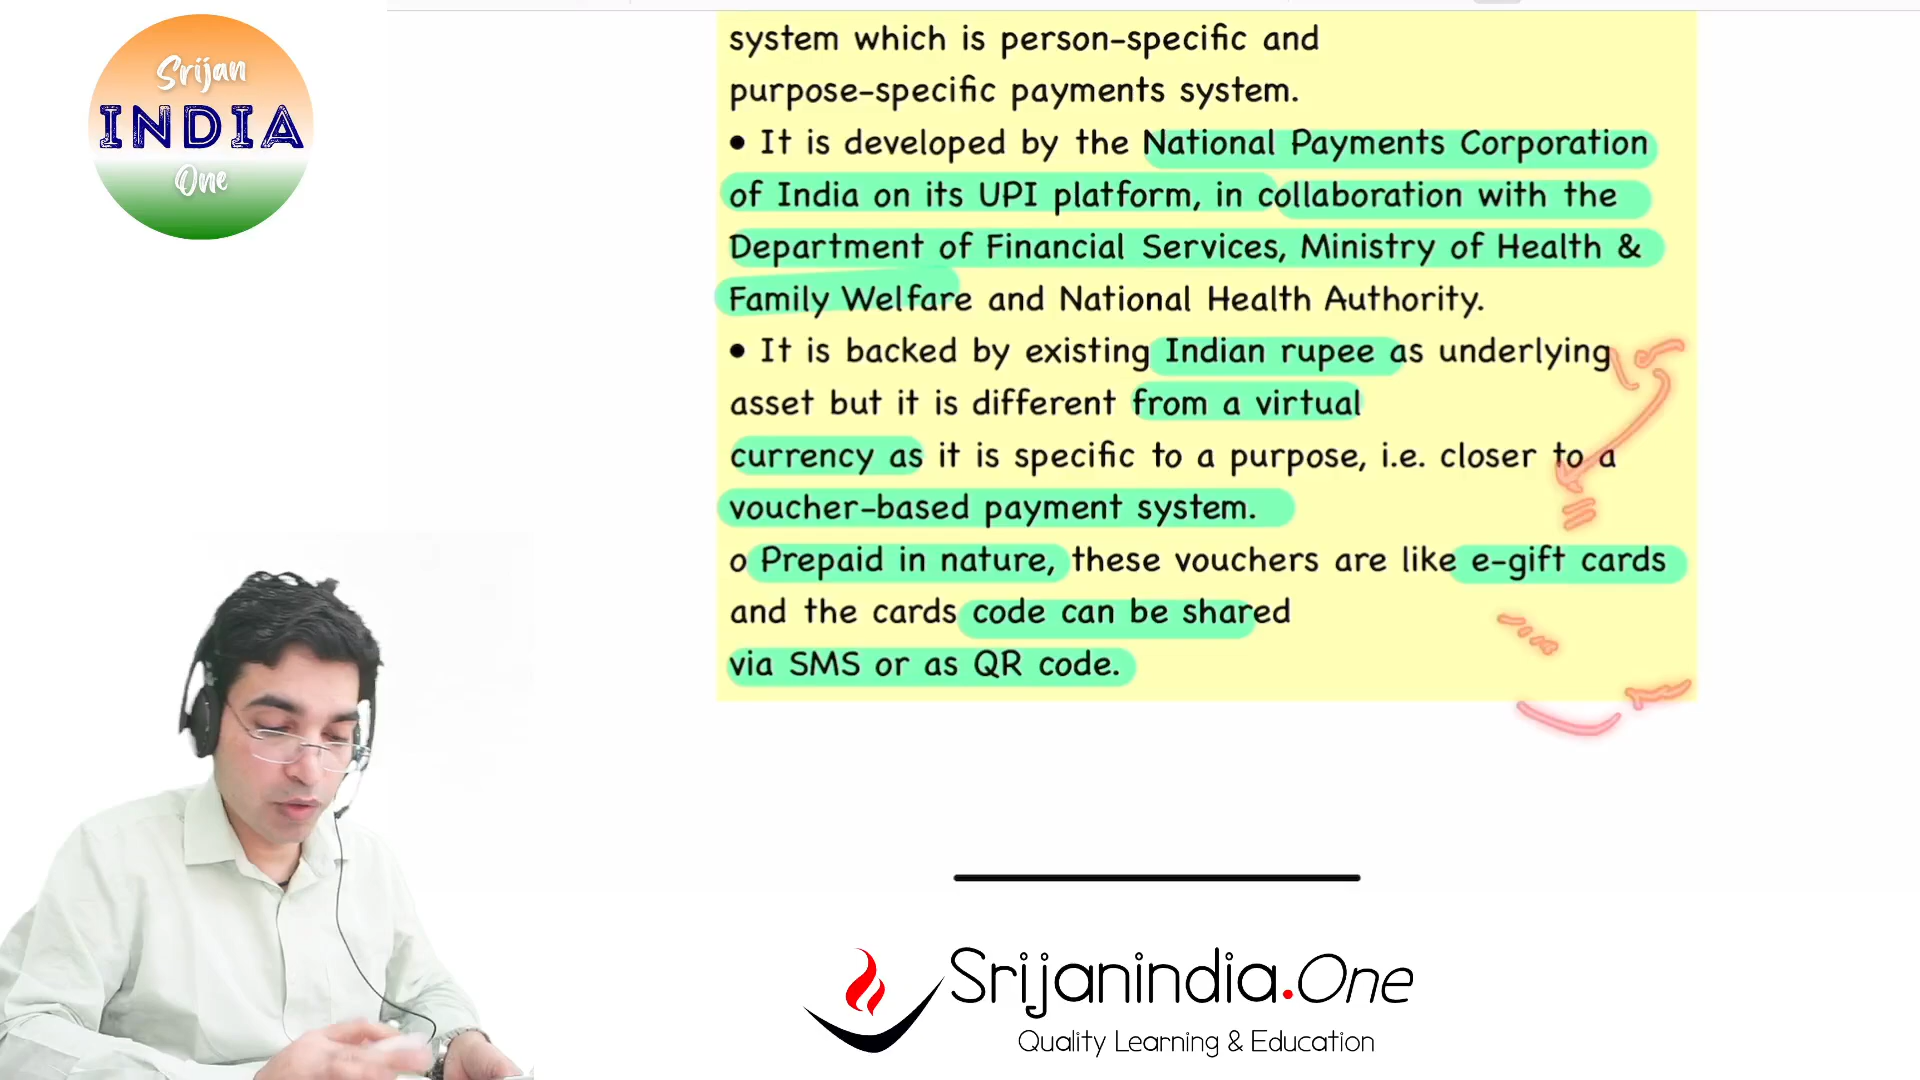 Srijan
INDIA
One
system which is person-specific and
purpose-specific payments system.
• It is developed by the National Payments Corporation
of India on its UPI platform, in collaboration with the
Department of Financial Services, Ministry of Health &
Family Welfare and National Health Authority.
• It is backed by existing Indian rupee as underlying
asset but it is different from a virtual
currency as it is specific to a purpose, i.e. closer to a
voucher-based payment system.
o Prepaid in nature, these vouchers are like e-gift cards
and the cards code can be shared
via SMS or as QR code.
Srijanindia.One
Quality Learning & Education